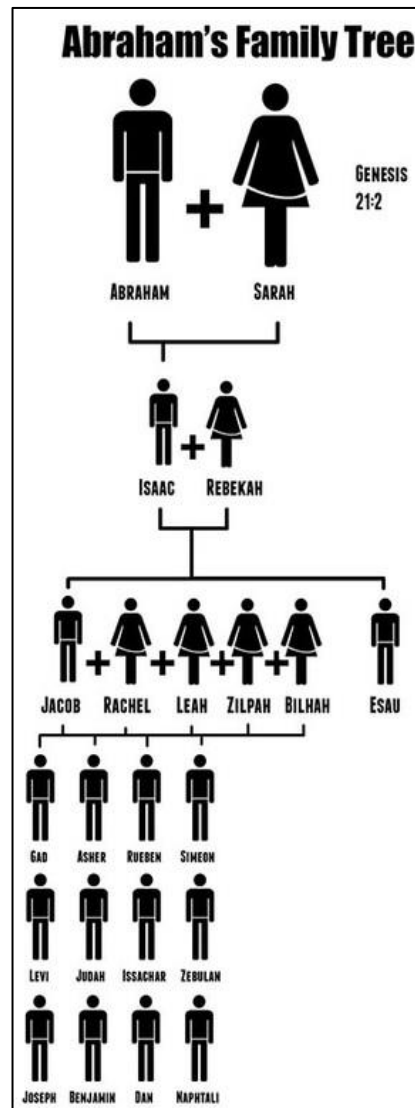 Abraham's Family Tree
GENESIS
21:2
ABRAHAM SARAH
ISAAC REBEKAH
JACOB RACHEL LEAH ZILPAH BILHAH ESAU
GAD ASHER RUEBEN SIMEON
LEVI JUDAH ISSACHAR ZEBULAN
JOSEPH BENJAMIN DAN NAPHTALI